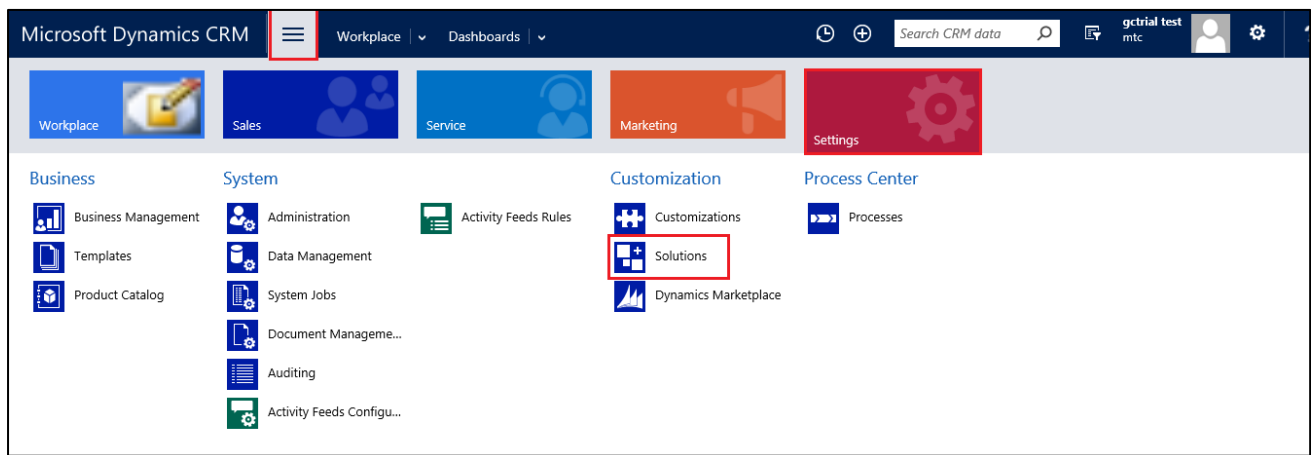 Microsoft Dynamics CRM
Workplace
Dashboards
Search CRM data
gctrial test
mtc
Workplace
Sales
Service
Marketing
Settings
Business
System
Customization
Process Center
Business Management
Administration
Activity Feeds Rules
Customizations
Processes
Templates
Data Management
Solutions
Product Catalog
System Jobs
Dynamics Marketplace
Document Manageme...
Auditing
Activity Feeds Configu...